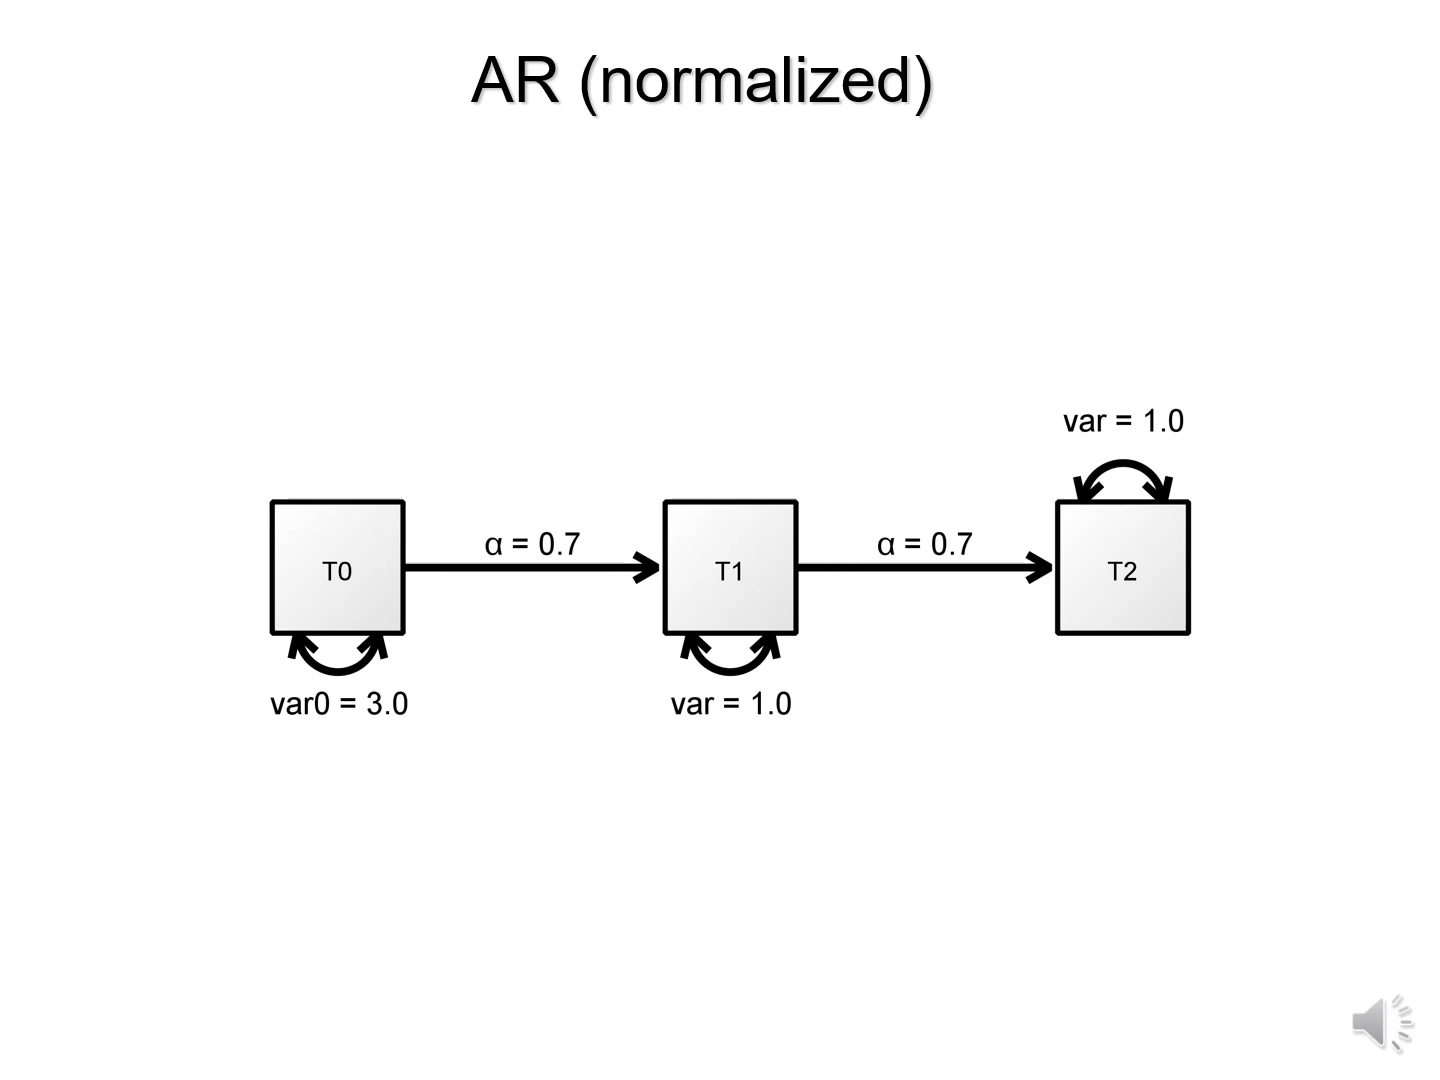 AR (normalized)
var = 1.0
α = 0.7
α = 0.7
T0
T1
T2
var0 = 3.0
var = 1.0